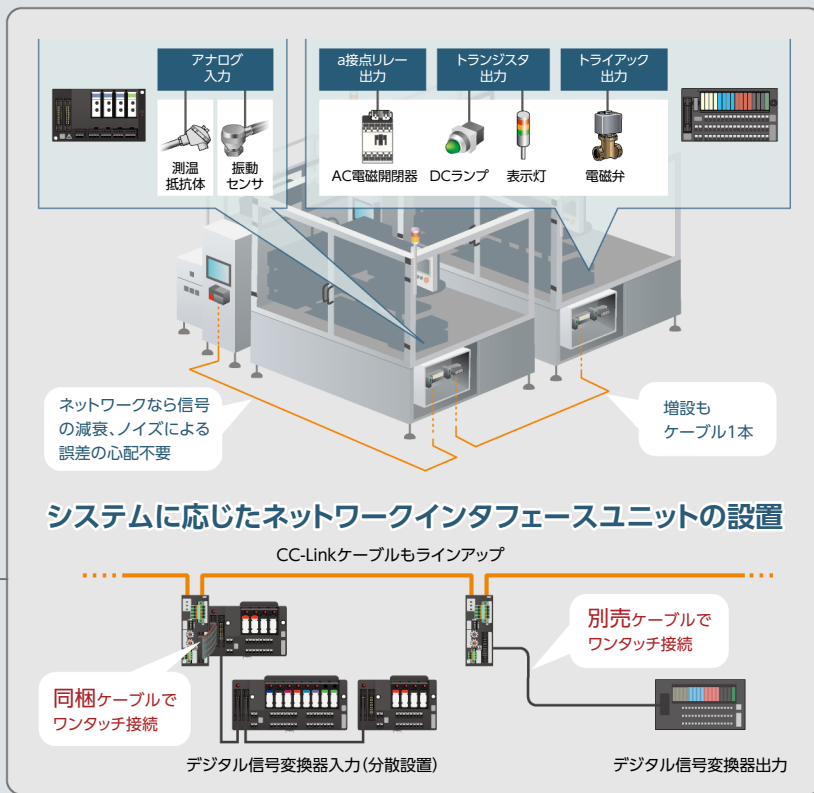 アナログ
入力
測温
抵抗体
振動
センサ
a接点リレー
出力
トランジスタ
出力
トライアック
出力
AC電磁開閉器
DCランプ
表示灯
電磁弁
ネットワークなら信号
の減衰、ノイズによる
誤差の心配不要
増設も
ケーブル1本
システムに応じたネットワークインタフェースユニットの設置
CC-Linkケーブルもラインアップ
同梱ケーブルで
ワンタッチ接続
別売ケーブルで
ワンタッチ接続
デジタル信号変換器入力(分散設置)
デジタル信号変換器出力